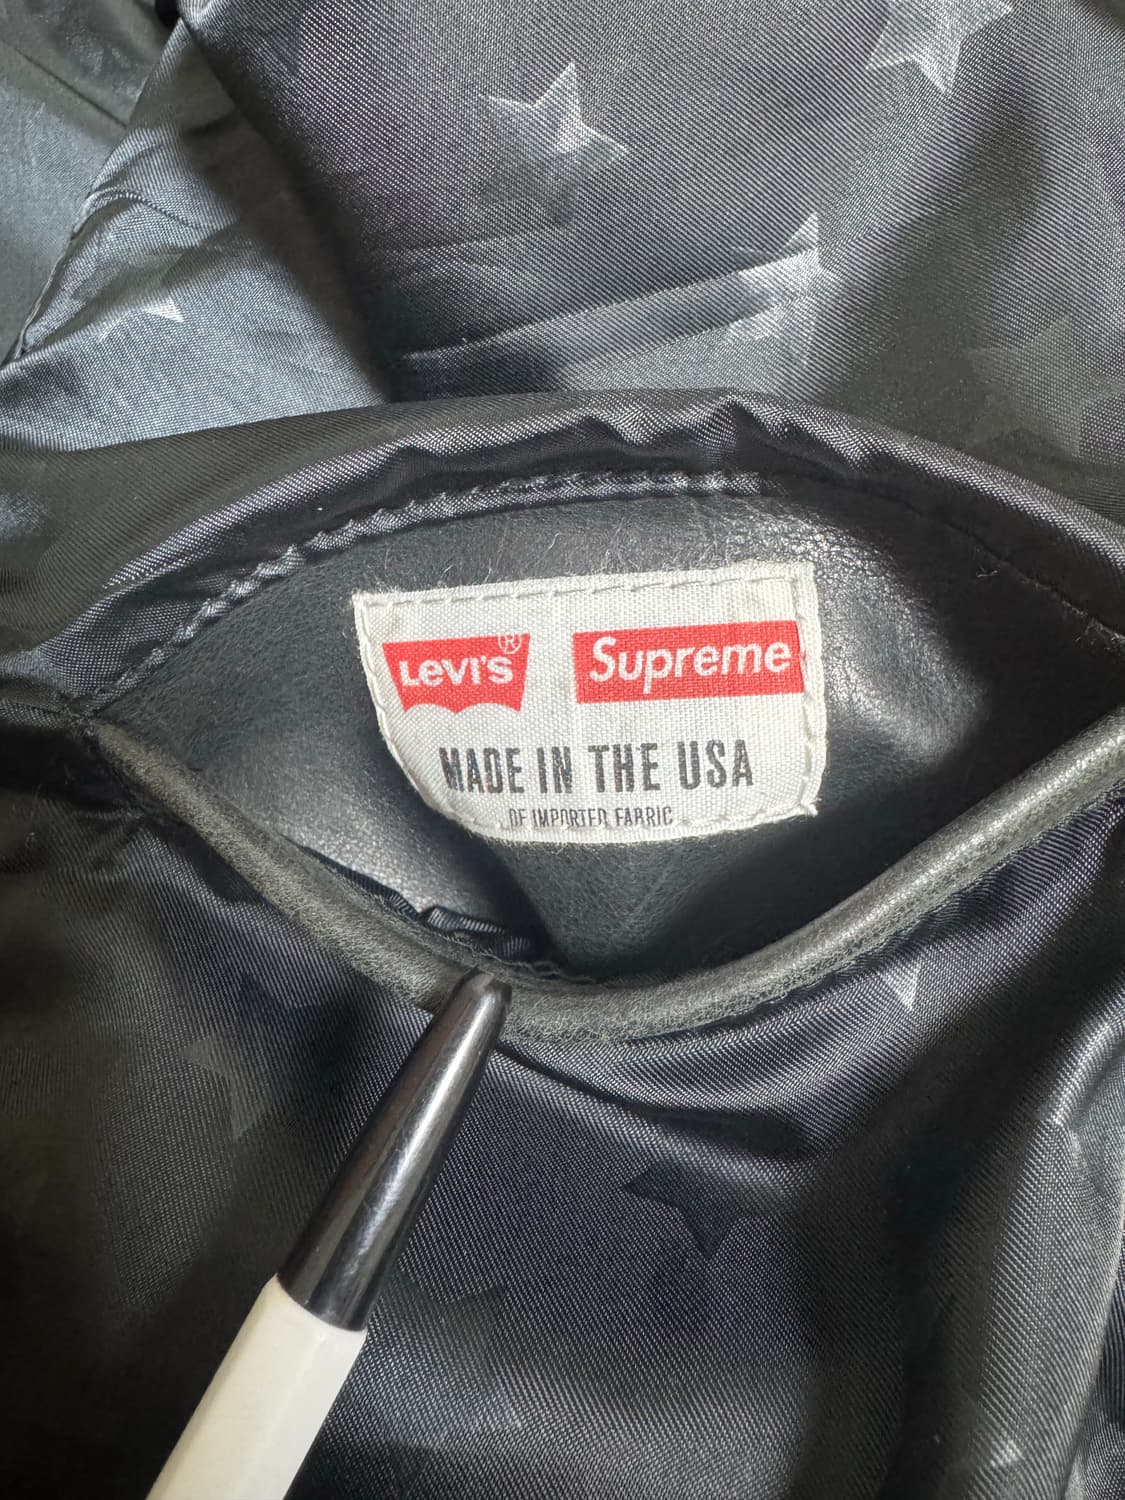 LEVI'S® Supreme
MADE IN THE USA
OF IMPORTED FABRIC